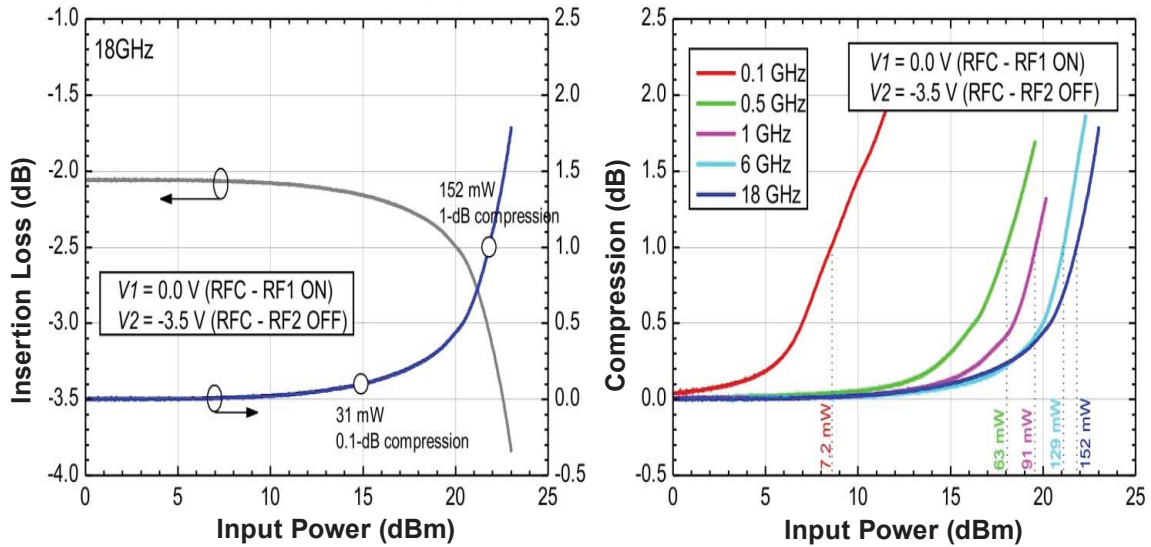 18GHz
-1.0
-1.5
-2.0
-2.5
-3.0
-3.5
-4.0
Insertion Loss (dB)
2.5
2.0
1.5
1.0
0.5
0.0
-0.5
152 mW
1-dB compression
V1 = 0.0 V (RFC - RF1 ON)
V2 = -3.5 V (RFC - RF2 OFF)
31 mW
0.1-dB compression
0 5 10 15 20 25
Input Power (dBm)
2.5
2.0
1.5
1.0
0.5
0.0
-0.5
Compression (dB)
0.1 GHz
0.5 GHz
1 GHz
6 GHz
18 GHz
V1 = 0.0 V (RFC - RF1 ON)
V2 = -3.5 V (RFC - RF2 OFF)
7.2 mW
63 mW
91 mW
129 mW
152 mW
0 5 10 15 20 25
Input Power (dBm)